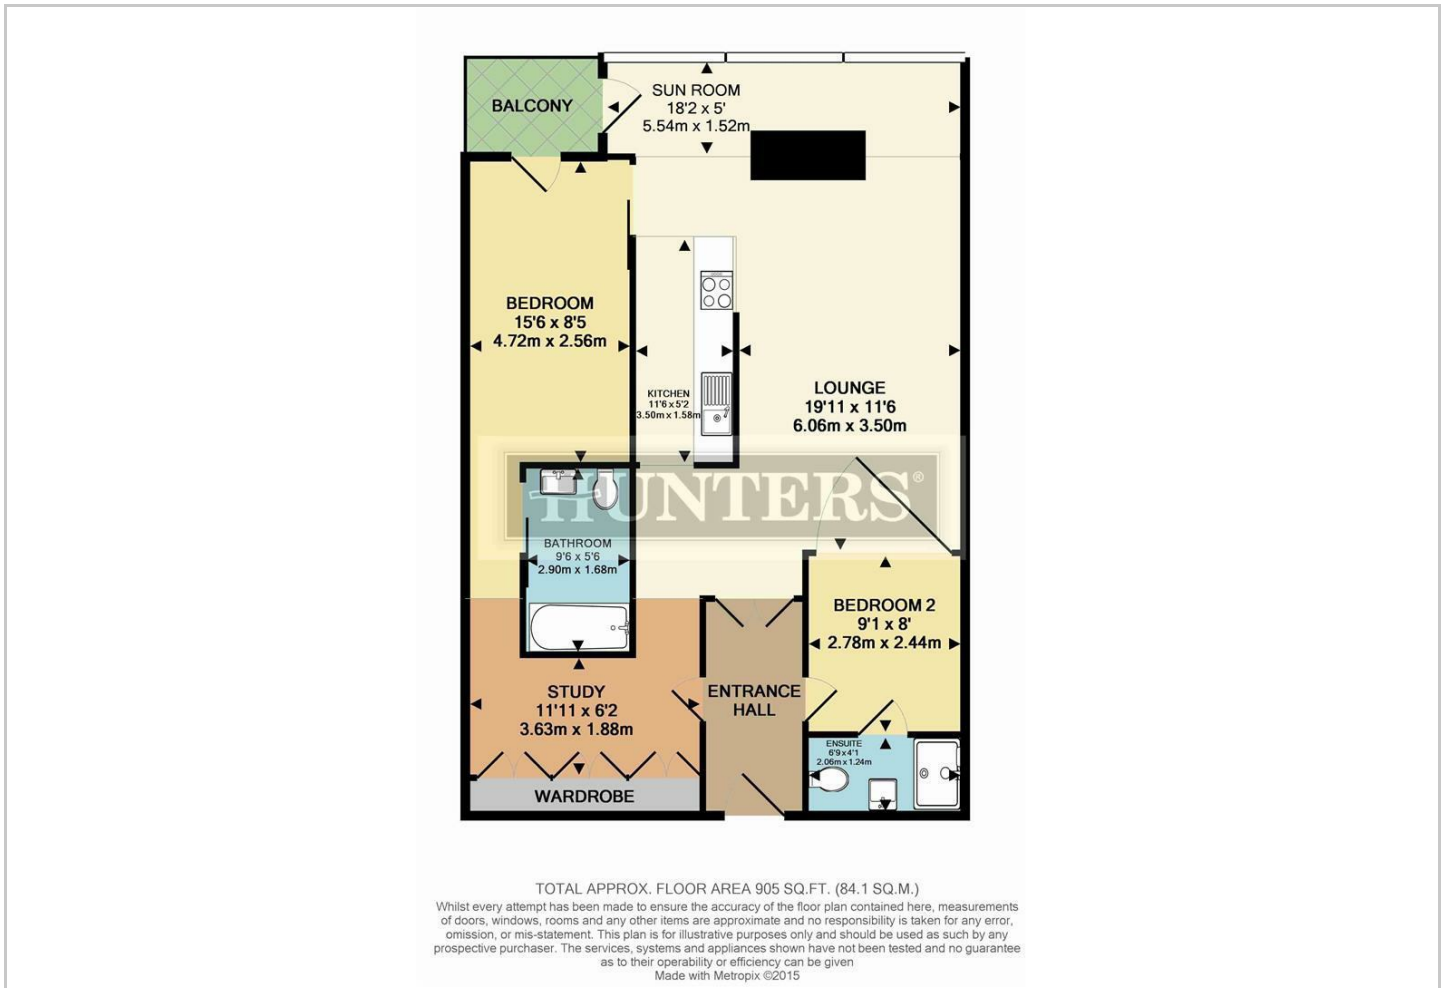 BALCONY
SUN ROOM
18'2 x 5'
5.54m x 1.52m
BEDROOM
15'6 x 8'5
4.72m x 2.56m
KITCHEN
11'6 x 5'2
3.50m x 1.58m
LOUNGE
19'11 x 11'6
6.06m x 3.50m
HUNTERS®
BATHROOM
9'6 x 5'6
2.90m x 1.68m
BEDROOM 2
9'1 x 8'
2.78m x 2.44m
STUDY
11'11 x 6'2
3.63m x 1.88m
ENTRANCE
HALL
ENSUITE
6'9 x 4'1
2.06m x 1.24m
WARDROBE
TOTAL APPROX. FLOOR AREA 905 SQ.FT. (84.1 SQ.M.)
Whilst every attempt has been made to ensure the accuracy of the floor plan contained here, measurements
of doors, windows, rooms and any other items are approximate and no responsibility is taken for any error,
omission, or mis-statement. This plan is for illustrative purposes only and should be used as such by any
prospective purchaser. The services, systems and appliances shown have not been tested and no guarantee
as to their operability or efficiency can be given
Made with Metropix ©2015